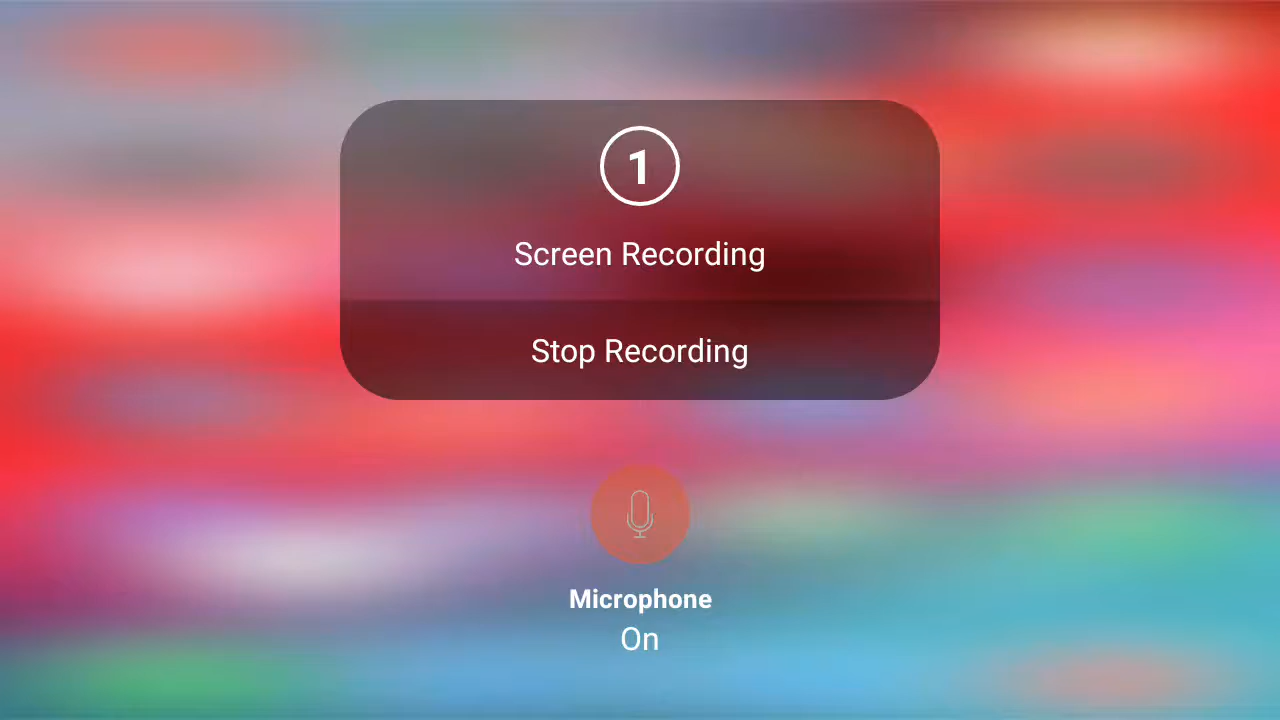 1
Screen Recording
Stop Recording
Microphone
On